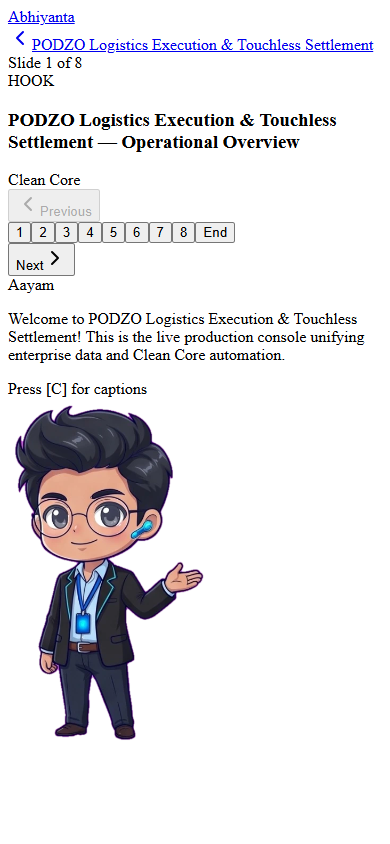 Abhiyanta
PODZO Logistics Execution & Touchless Settlement
Slide 1 of 8
HOOK
PODZO Logistics Execution & Touchless
Settlement — Operational Overview
Clean Core
Previous
1 2 3 4 5 6 7 8 End
Next
Aayam
Welcome to PODZO Logistics Execution & Touchless
Settlement! This is the live production console unifying
enterprise data and Clean Core automation.
Press [C] for captions